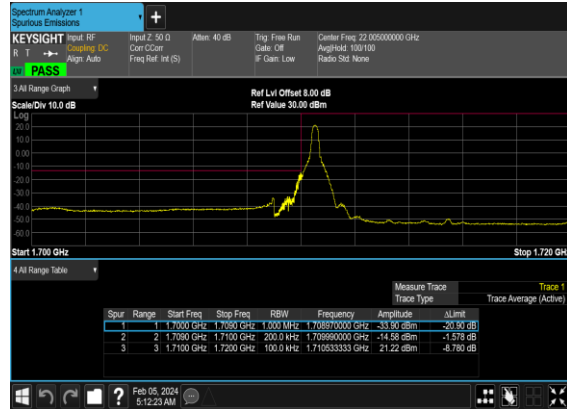 Spectrum Analyzer 1
Spurious Emissions
+
KEYSIGHT Input: RF Input Z: 50 Ω Atten: 40 dB Trig: Free Run Center Freq: 22.005000000 GHz
R T Coupling: DC Corr CCorr Gate: Off Avg|Hold: 100/100
Align: Auto Freq Ref: Int (S) IF Gain: Low Radio Std: None
PASS
3 All Range Graph
Ref Lvl Offset 8.00 dB
Scale/Div 10.0 dB Ref Value 30.00 dBm
Log
20.0
10.0
0.00
-10.0
-20.0
-30.0
-40.0
-50.0
-60.0
Start 1.700 GHz Stop 1.720 GH
4 All Range Table
Measure Trace Trace 1
Trace Type Trace Average (Active)
Spur Range Start Freq Stop Freq RBW Frequency Amplitude ΔLimit
1 1 1.7000 GHz 1.7090 GHz 1.000 MHz 1.708970000 GHz -33.90 dBm -20.90 dB
2 2 1.7090 GHz 1.7100 GHz 200.0 kHz 1.709990000 GHz -14.58 dBm -1.578 dB
3 3 1.7100 GHz 1.7200 GHz 100.0 kHz 1.710533333 GHz 21.22 dBm -8.780 dB
? Feb 05, 2024
5:12:23 AM